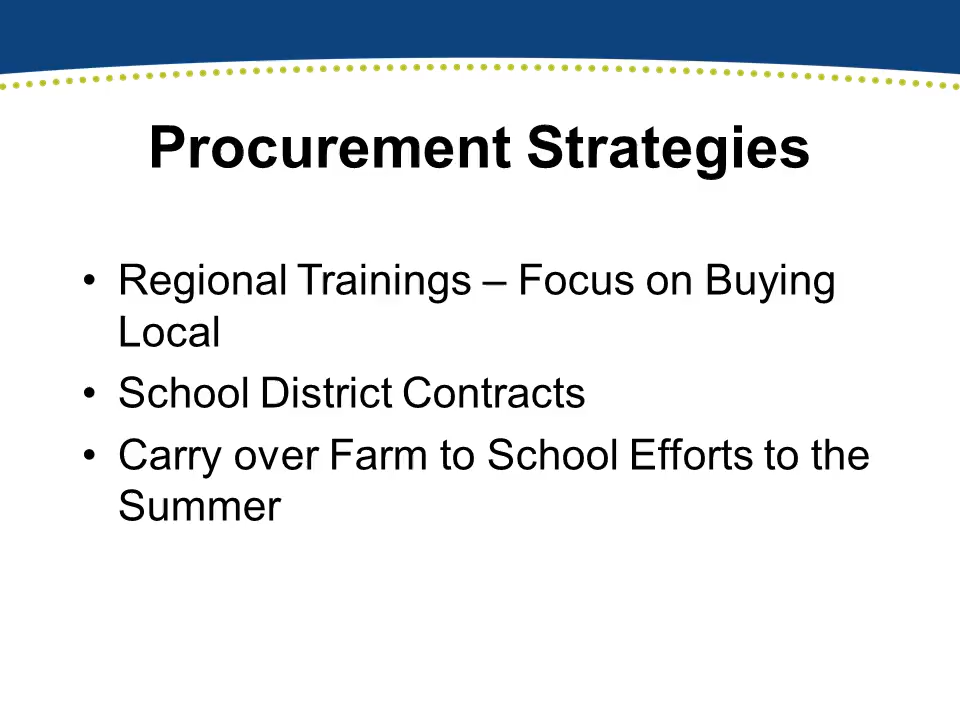 Procurement Strategies
• Regional Trainings – Focus on Buying
Local
• School District Contracts
• Carry over Farm to School Efforts to the
Summer